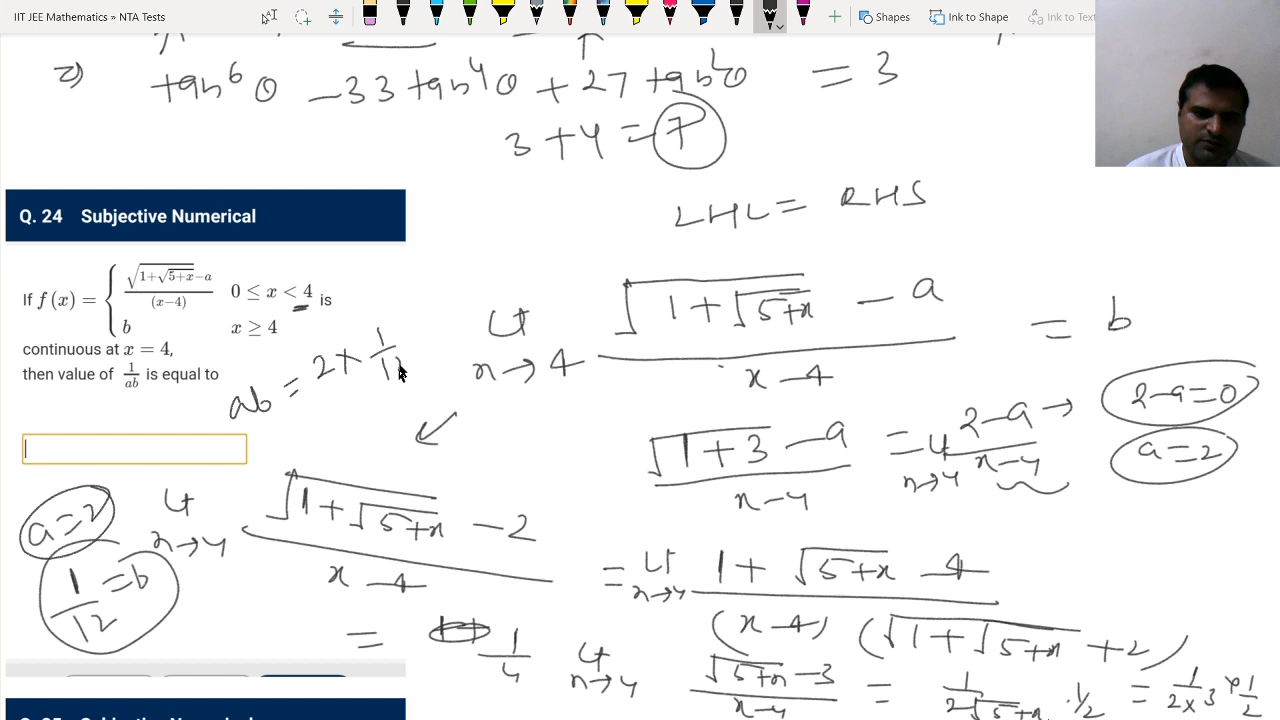 IIT JEE Mathematics » NTA Tests
Shapes Ink to Shape Ink to Text
=) tan⁶θ - 33 tan⁴θ + 27 tan²θ = 3
3 + 4 = 7
LHL = RHS
Q. 24 Subjective Numerical
If f(x) = { (√(1+√(5+x)) − a)/(x−4) 0 ≤ x < 4 is
b x ≥ 4
continuous at x = 4,
then value of 1/ab is equal to
ab = 2 + 1/12
Lt x→4 (√(1+√(5+x)) - a)/(x-4) = b
(√(1+3) - a)/(x-4) = Lt x→4 (2-a)/(x-4) → 2-a=0
a=2
a=2
1/12 = b
Lt x→4 (√(1+√(5+x)) - 2)/(x-4)
= Lt x→4 (1+√(5+x) - 4)/((x-4)(√(1+√(5+x)) + 2))
= 1/4 Lt x→4 (√(5+x) - 3)/(x-4) = 1/(2√(5+x)) · 1/2 = 1/(2×3) × 1/2